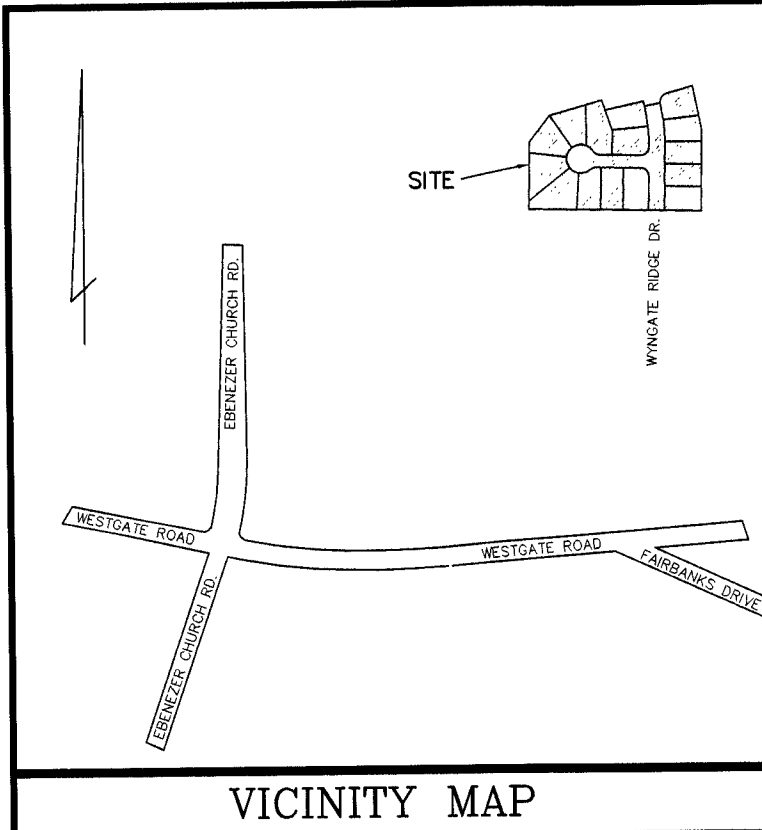 SITE
WYNGATE RIDGE DR.
EBENEZER CHURCH RD.
WESTGATE ROAD
WESTGATE ROAD
FAIRBANKS DRIVE
EBENEZER CHURCH RD.
VICINITY MAP